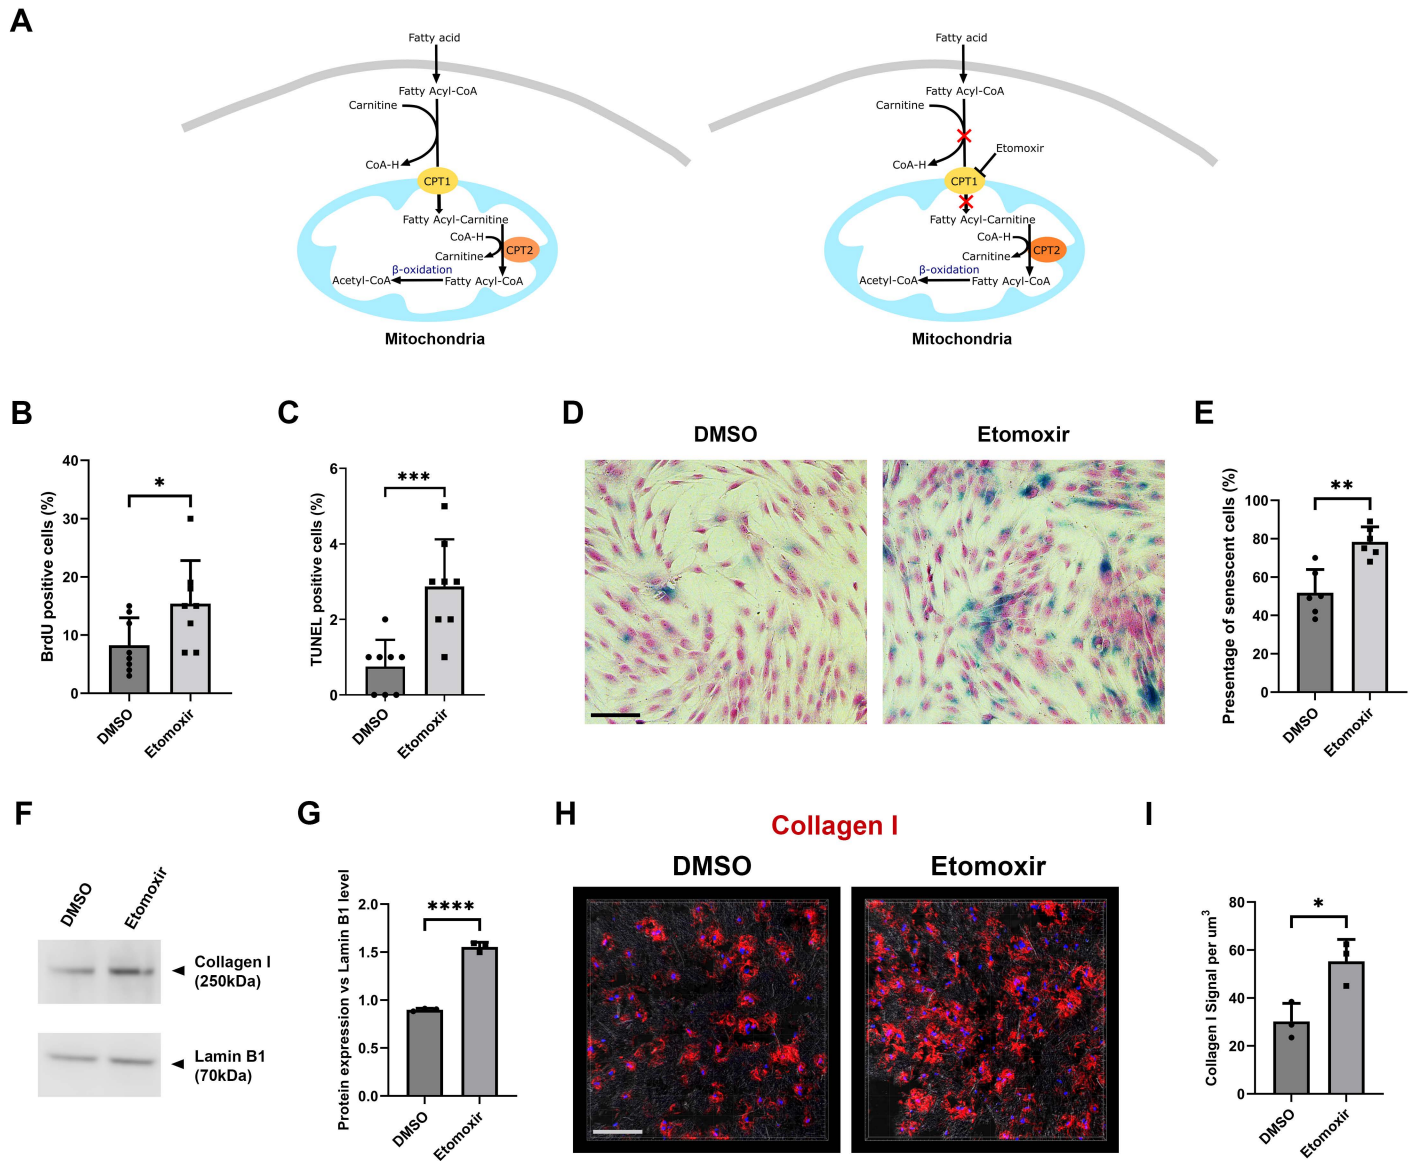 A
Fatty acid
Fatty Acyl-CoA
Carnitine
CoA-H
CPT1
Fatty Acyl-Carnitine
CoA-H
CPT2
Carnitine
β-oxidation
Acetyl-CoA
Fatty Acyl-CoA
Mitochondria
Fatty acid
Fatty Acyl-CoA
Carnitine
Etomoxir
CoA-H
CPT1
Fatty Acyl-Carnitine
CoA-H
CPT2
Carnitine
β-oxidation
Acetyl-CoA
Fatty Acyl-CoA
Mitochondria
B
BrdU positive cells (%)
40
30
20
10
0
*
DMSO
Etomoxir
C
TUNEL positive cells (%)
6
4
2
0
***
DMSO
Etomoxir
D
DMSO
Etomoxir
E
Presentage of senescent cells (%)
100
80
60
40
20
0
**
DMSO
Etomoxir
F
DMSO
Etomoxir
Collagen I
(250kDa)
Lamin B1
(70kDa)
G
Protein expression vs Lamin B1 level
2.0
1.5
1.0
0.5
0.0
****
DMSO
Etomoxir
H
Collagen I
DMSO
Etomoxir
I
Collagen I Signal per um³
80
60
40
20
0
*
DMSO
Etomoxir